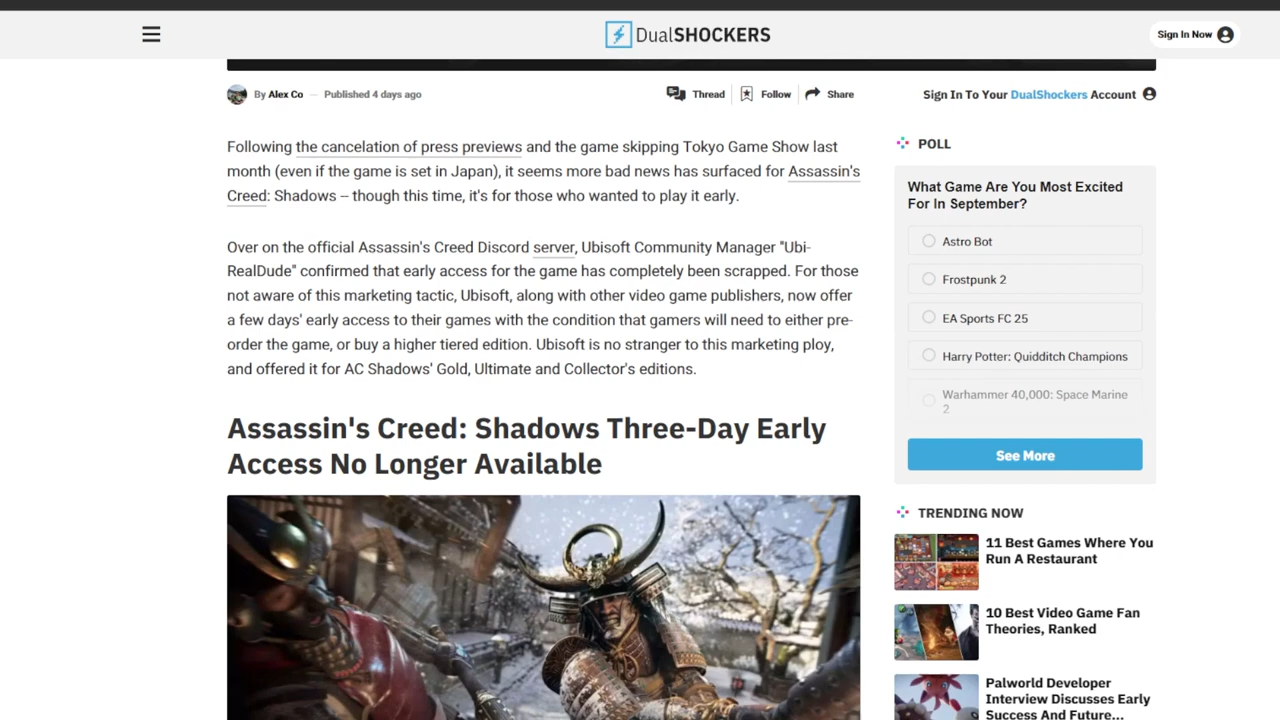 DualSHOCKERS
Sign In Now
By Alex Co — Published 4 days ago
Thread
Follow
Share
Sign In To Your DualShockers Account
Following the cancelation of press previews and the game skipping Tokyo Game Show last
month (even if the game is set in Japan), it seems more bad news has surfaced for Assassin's
Creed: Shadows -- though this time, it's for those who wanted to play it early.
Over on the official Assassin's Creed Discord server, Ubisoft Community Manager "Ubi-
RealDude" confirmed that early access for the game has completely been scrapped. For those
not aware of this marketing tactic, Ubisoft, along with other video game publishers, now offer
a few days' early access to their games with the condition that gamers will need to either pre-
order the game, or buy a higher tiered edition. Ubisoft is no stranger to this marketing ploy,
and offered it for AC Shadows' Gold, Ultimate and Collector's editions.
Assassin's Creed: Shadows Three-Day Early
Access No Longer Available
POLL
What Game Are You Most Excited
For In September?
Astro Bot
Frostpunk 2
EA Sports FC 25
Harry Potter: Quidditch Champions
Warhammer 40,000: Space Marine
2
See More
TRENDING NOW
11 Best Games Where You
Run A Restaurant
10 Best Video Game Fan
Theories, Ranked
Palworld Developer
Interview Discusses Early
Success And Future...